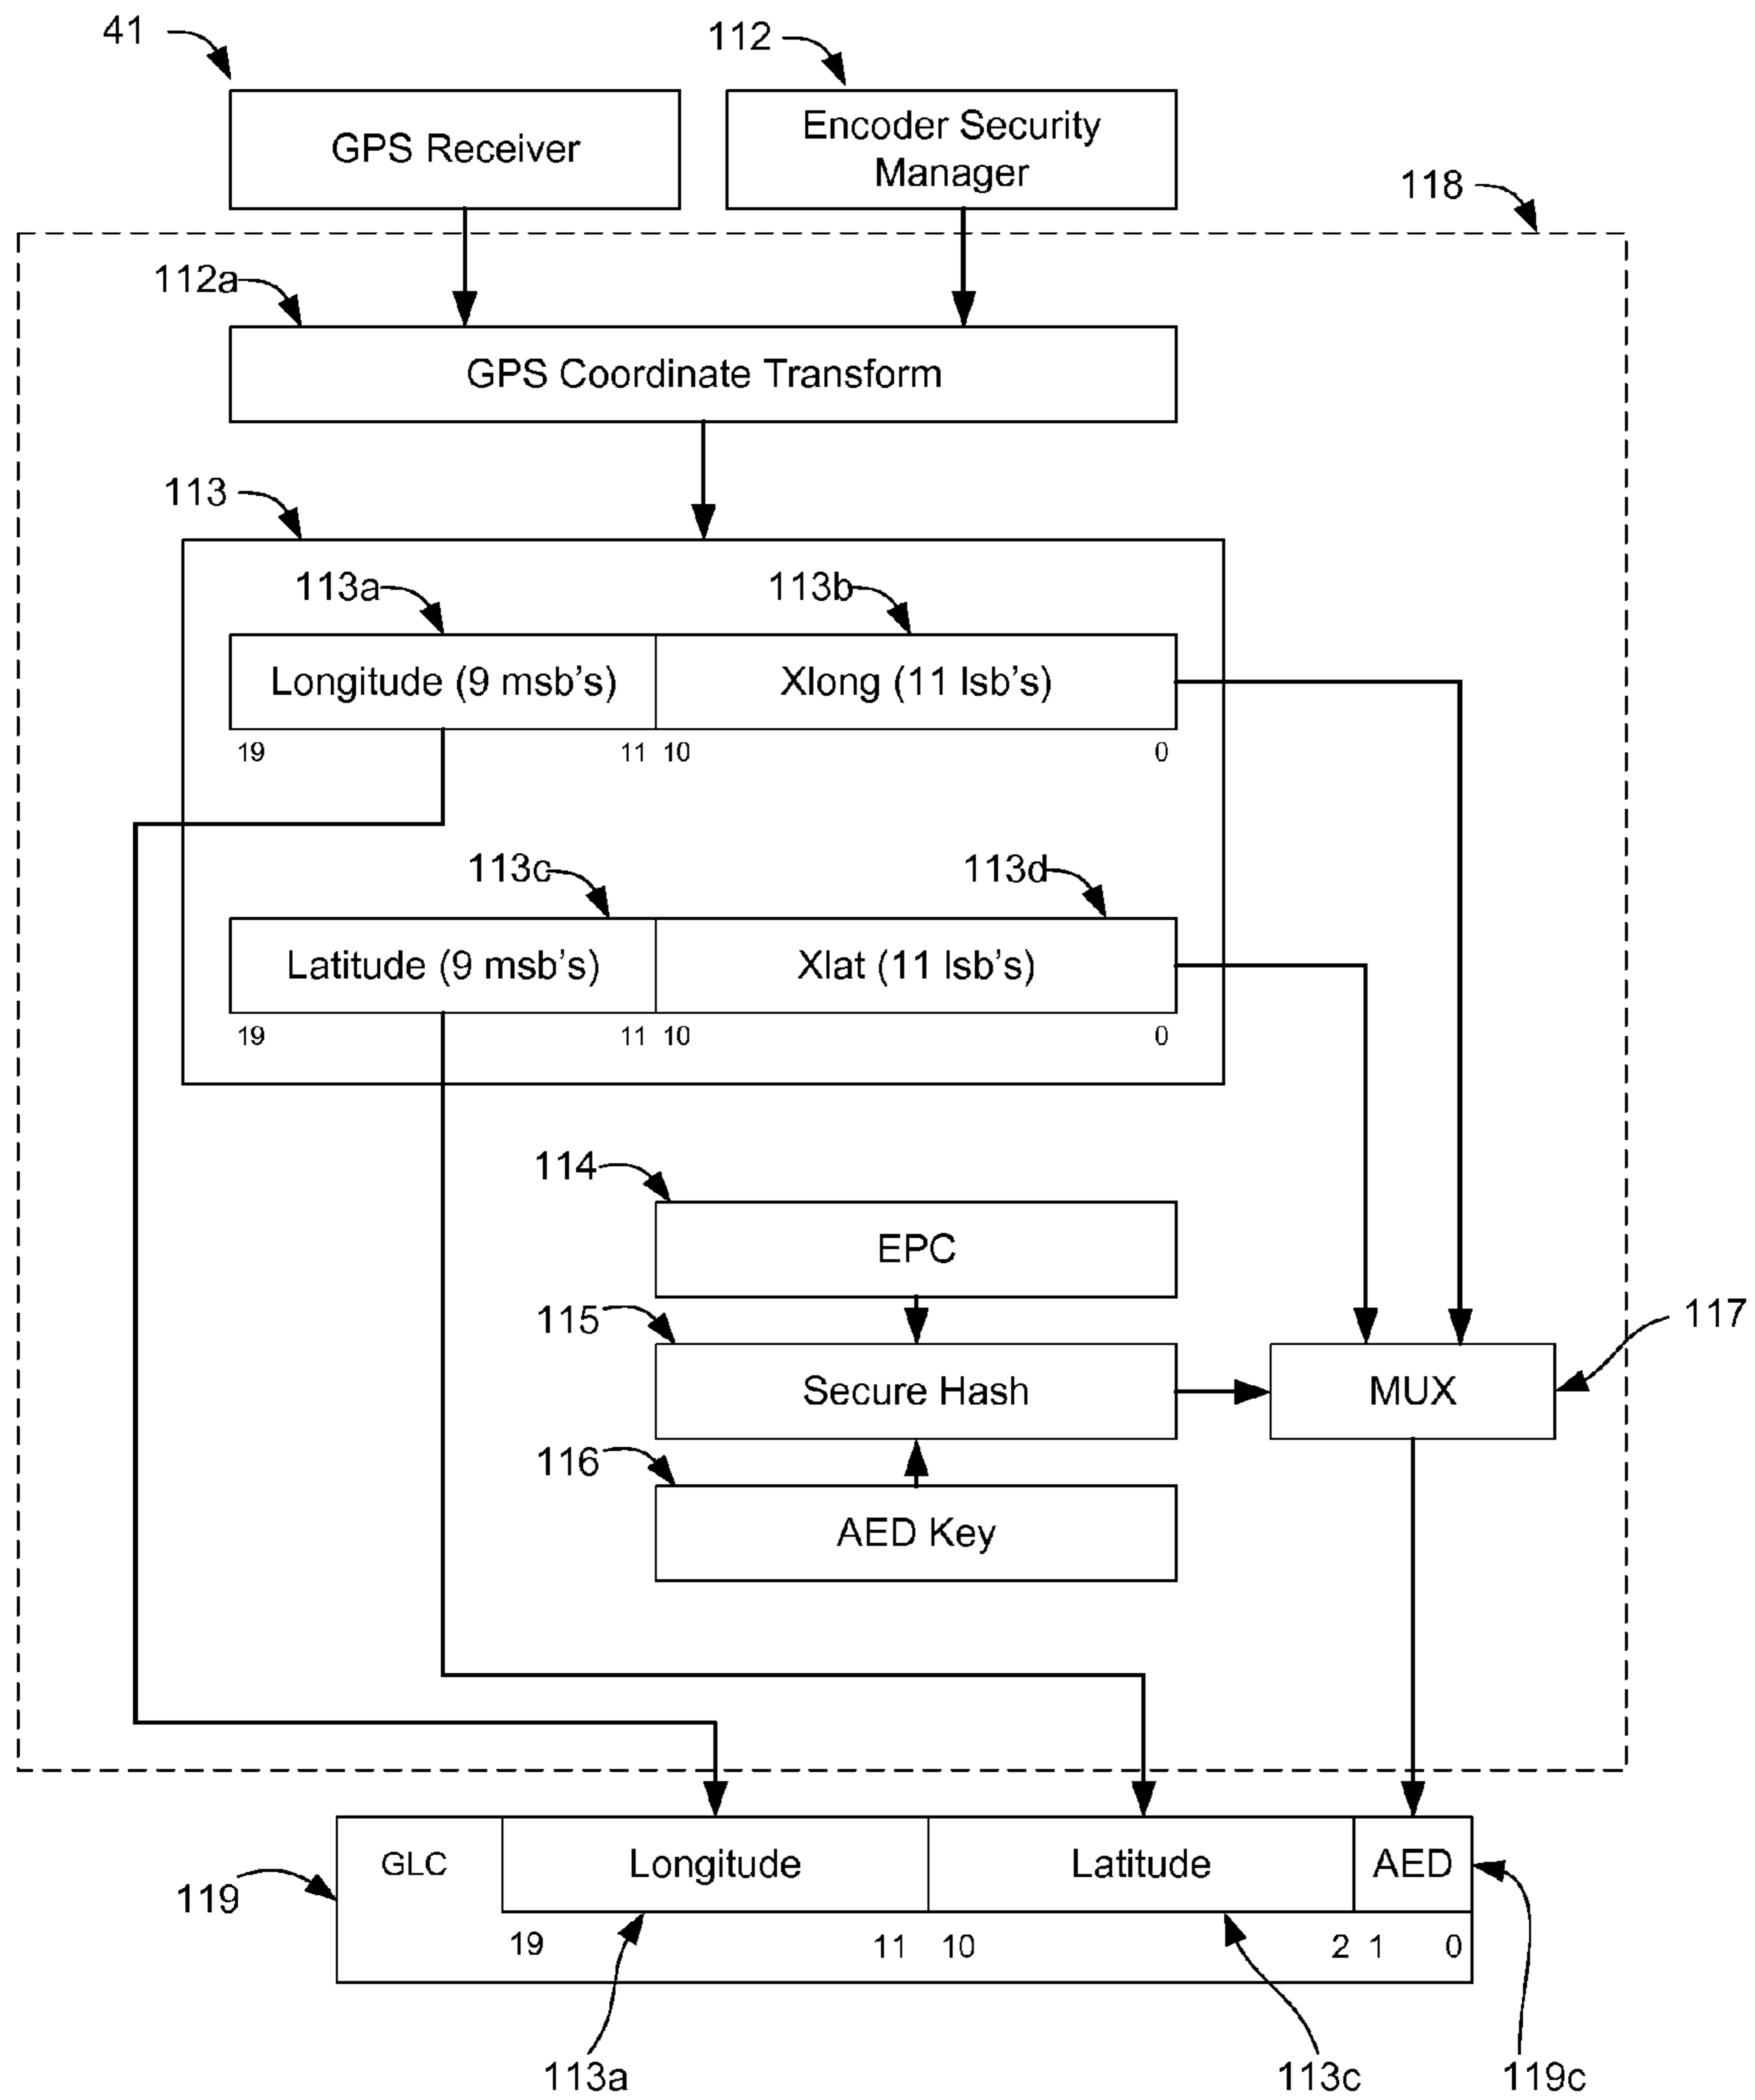 41
112
GPS Receiver
Encoder Security
Manager
118
112a
GPS Coordinate Transform
113
113a
113b
Longitude (9 msb's)
Xlong (11 lsb's)
19
11
10
0
113c
113d
Latitude (9 msb's)
Xlat (11 lsb's)
19
11
10
0
114
EPC
115
117
Secure Hash
MUX
116
AED Key
GLC
Longitude
Latitude
AED
119
19
11
10
2
1
0
113a
113c
119c